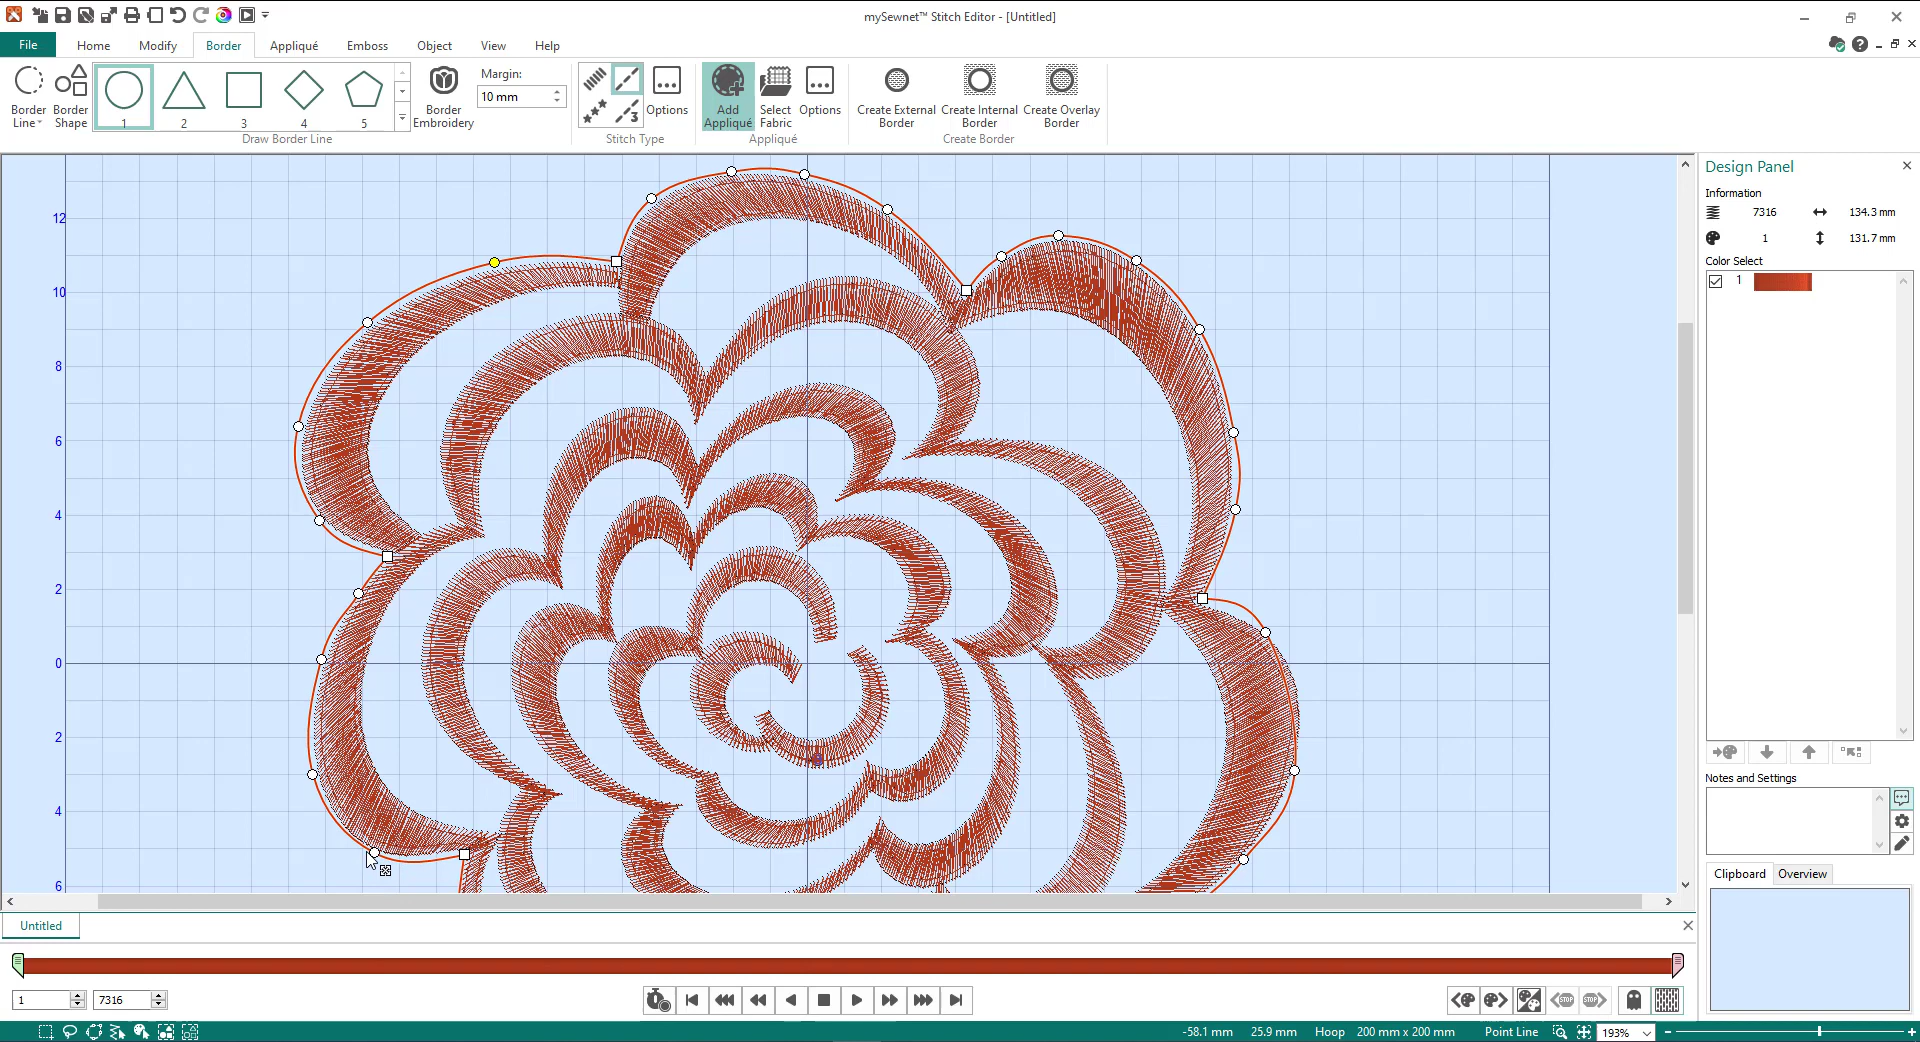 mySewnet™ Stitch Editor - [Untitled]
File Home Modify Border Appliqué Emboss Object View Help
Border Line
Border Shape
1 2 3 4 5
Draw Border Line
Border Embroidery
Margin:
10 mm
3
Options
Stitch Type
Add Appliqué
Select Fabric
Options
Appliqué
Create External Border
Create Internal Border
Create Overlay Border
Create Border
12
10
8
6
4
2
0
2
4
6
Design Panel
Information
7316 134.3 mm
1 131.7 mm
Color Select
1
Notes and Settings
Clipboard Overview
Untitled
1 7316
STOP STOP
-58.1 mm 25.9 mm Hoop 200 mm x 200 mm Point Line 193%